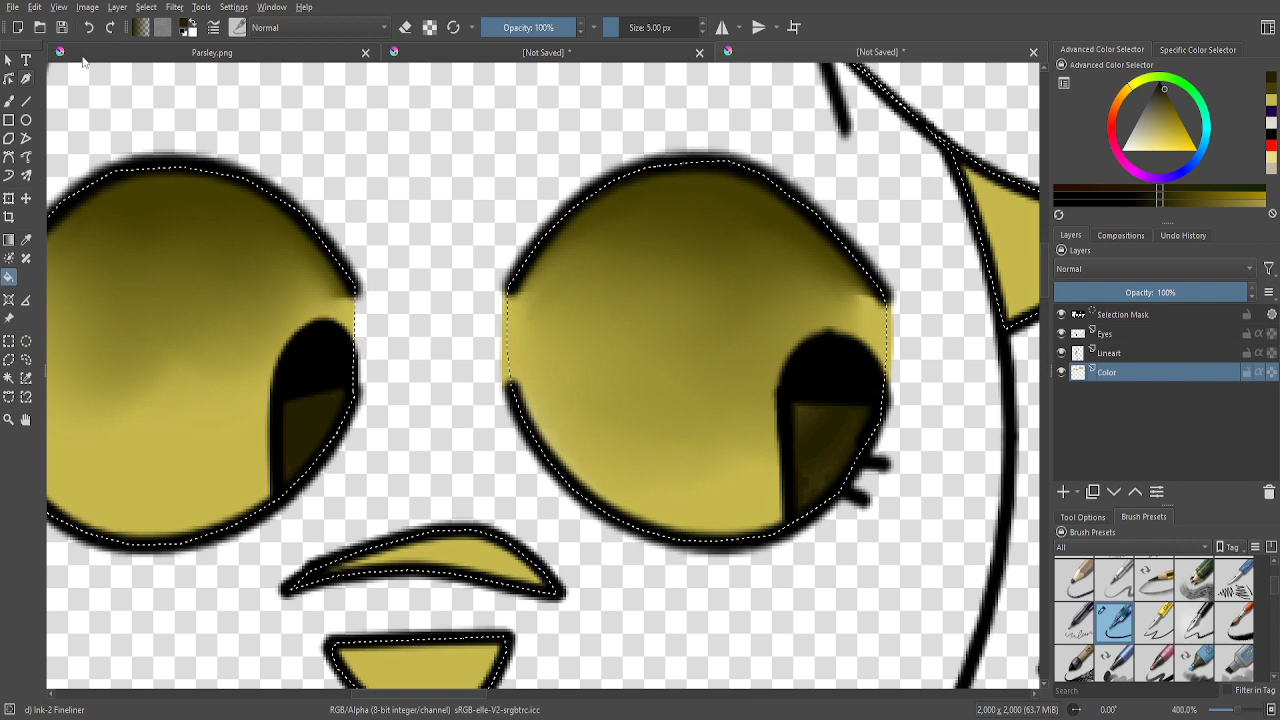 File Edit View Image Layer Select Filter Tools Settings Window Help
Normal Opacity: 100% Size: 5.00 px
Parsley.png [Not Saved] * [Not Saved] *
Advanced Color Selector Specific Color Selector
Advanced Color Selector
Layers Compositions Undo History
Layers
Normal
Opacity: 100%
Selection Mask
Eyes
Lineart
Color
Tool Options Brush Presets
Brush Presets
All Tag
Search Filter in Tag
d) Ink-2 Fineliner RGB/Alpha (8-bit integer/channel) sRGB-elle-V2-srgbtrc.icc 2,000 x 2,000 (63.7 MiB) 0.00° 400.0%